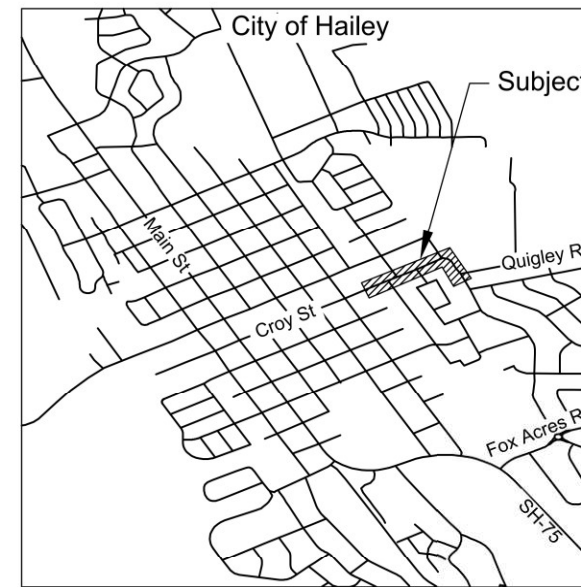 City of Hailey
Subject
Main St
Quigley R
Croy St
Fox Acres R
SH-75